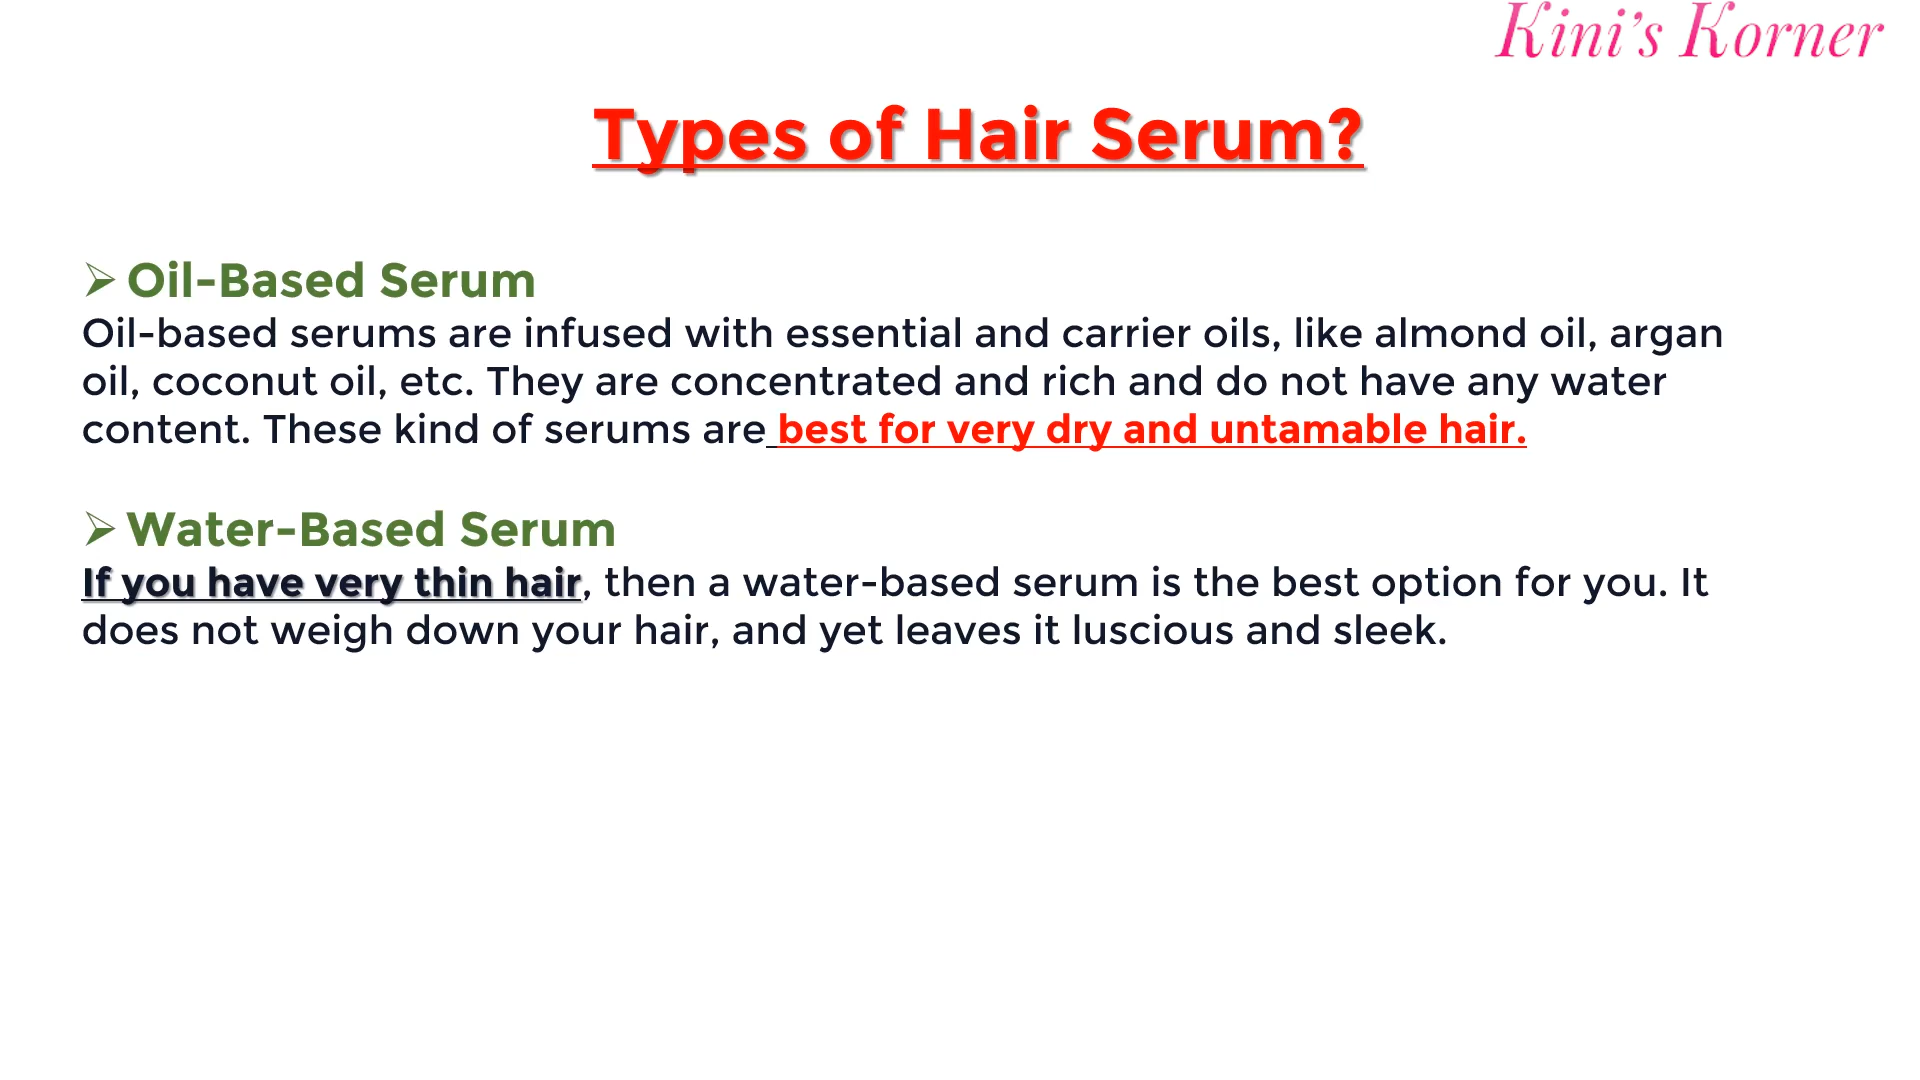 Kini's Korner
Types of Hair Serum?
➢ Oil-Based Serum
Oil-based serums are infused with essential and carrier oils, like almond oil, argan
oil, coconut oil, etc. They are concentrated and rich and do not have any water
content. These kind of serums are best for very dry and untamable hair.
➢ Water-Based Serum
If you have very thin hair, then a water-based serum is the best option for you. It
does not weigh down your hair, and yet leaves it luscious and sleek.